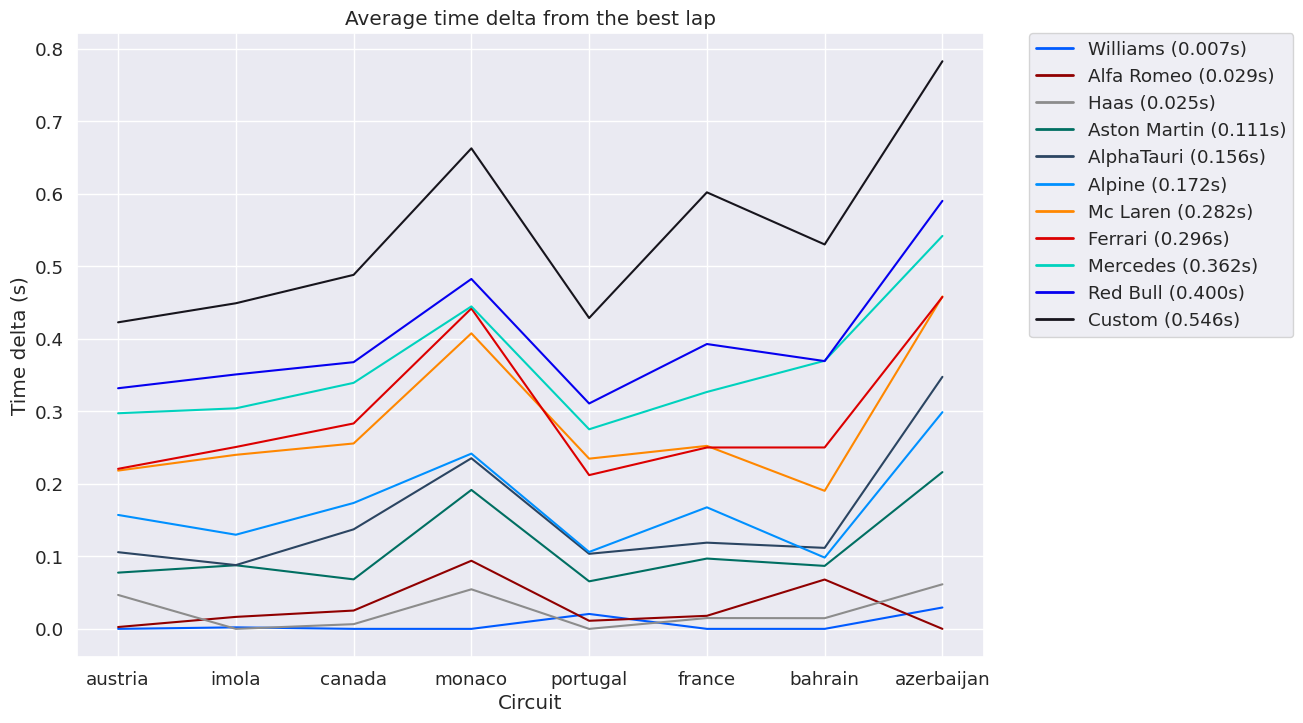 Average time delta from the best lap
Time delta (s)
0.8
0.7
0.6
0.5
0.4
0.3
0.2
0.1
0.0
austria imola canada monaco portugal france bahrain azerbaijan
Circuit
Williams (0.007s)
Alfa Romeo (0.029s)
Haas (0.025s)
Aston Martin (0.111s)
AlphaTauri (0.156s)
Alpine (0.172s)
Mc Laren (0.282s)
Ferrari (0.296s)
Mercedes (0.362s)
Red Bull (0.400s)
Custom (0.546s)